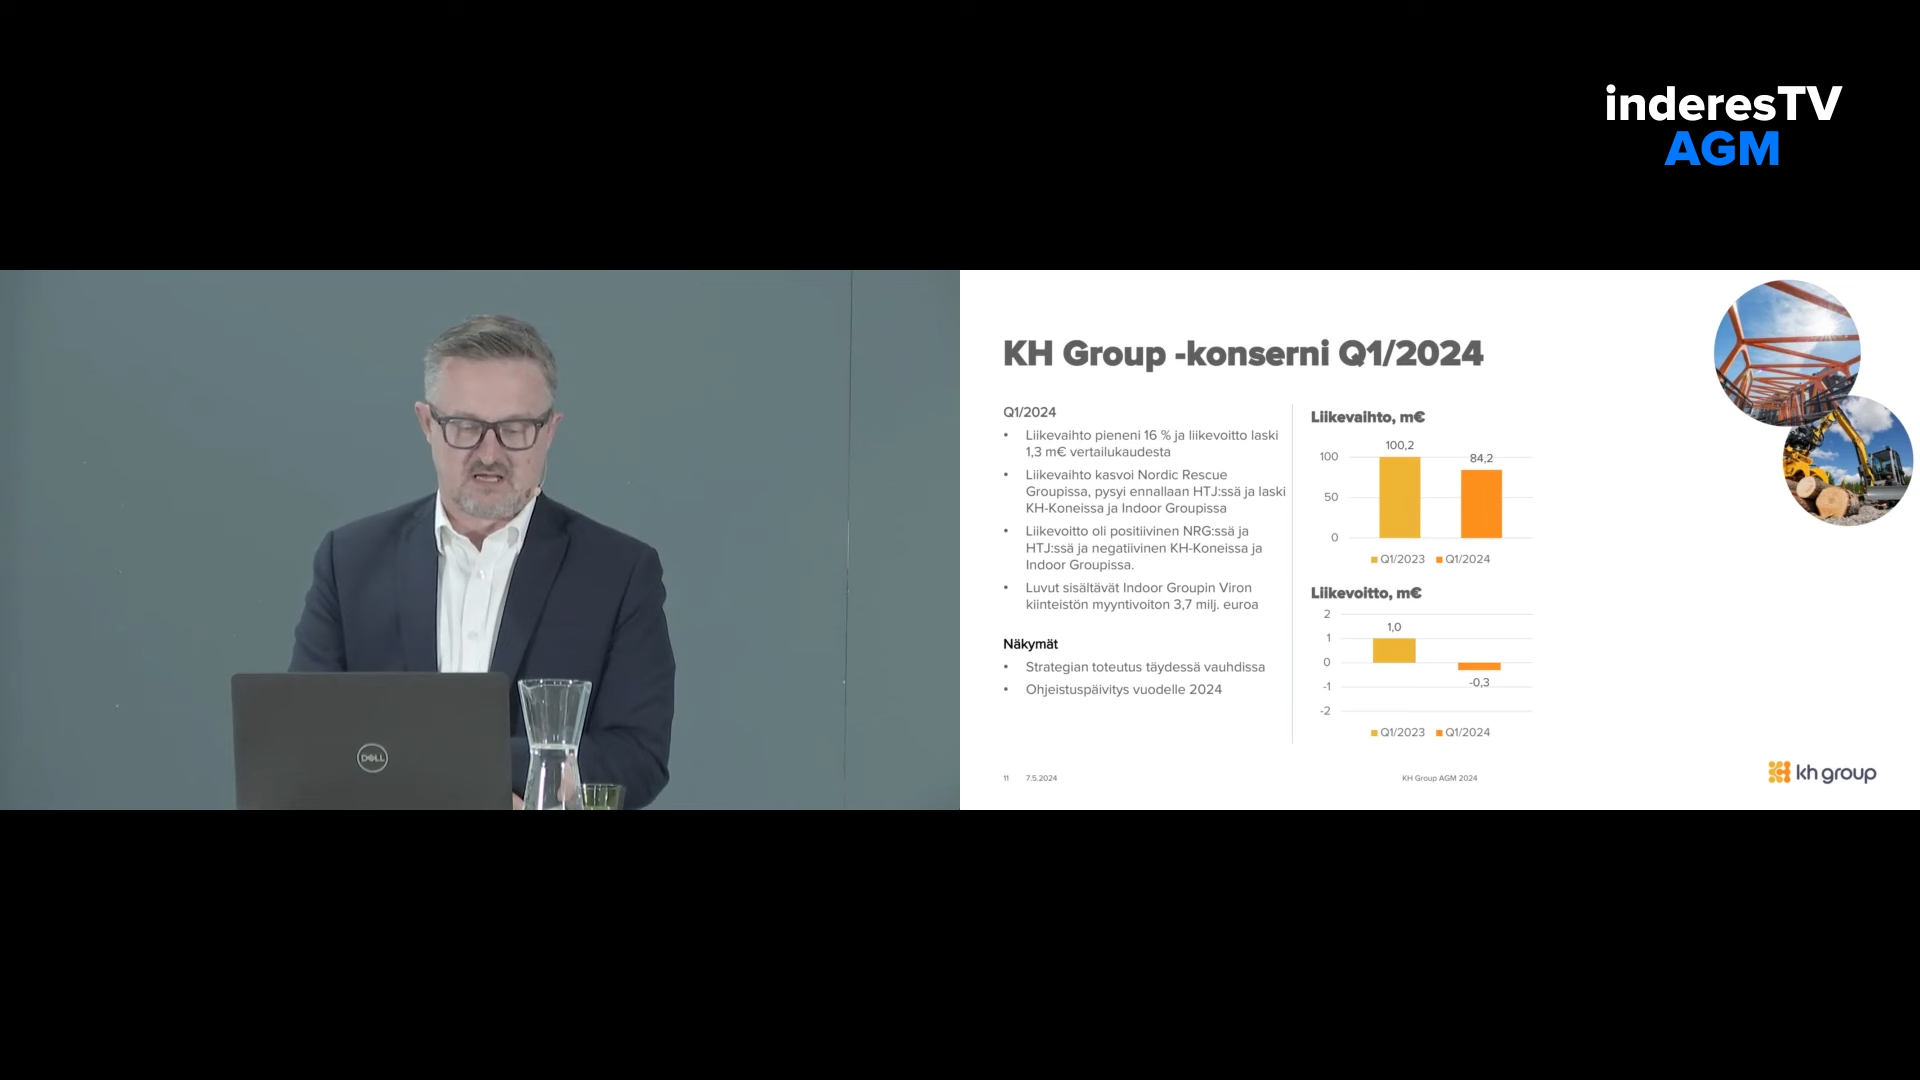 inderesTV
AGM
KH Group -konserni Q1/2024
Q1/2024
• Liikevaihto pieneni 16 % ja liikevoitto laski
1,3 m€ vertailukaudesta
• Liikevaihto kasvoi Nordic Rescue
Groupissa, pysyi ennallaan HTJ:ssä ja laski
KH-Koneissa ja Indoor Groupissa
• Liikevoitto oli positiivinen NRG:ssä ja
HTJ:ssä ja negatiivinen KH-Koneissa ja
Indoor Groupissa.
• Luvut sisältävät Indoor Groupin Viron
kiinteistön myyntivoiton 3,7 milj. euroa
Näkymät
• Strategian toteutus täydessä vauhdissa
• Ohjeistuspäivitys vuodelle 2024
Liikevaihto, m€
100,2
84,2
100
50
0
Q1/2023 Q1/2024
Liikevoitto, m€
2
1,0
1
0
-0,3
-1
-2
Q1/2023 Q1/2024
11 7.5.2024
KH Group AGM 2024
kh group
DELL